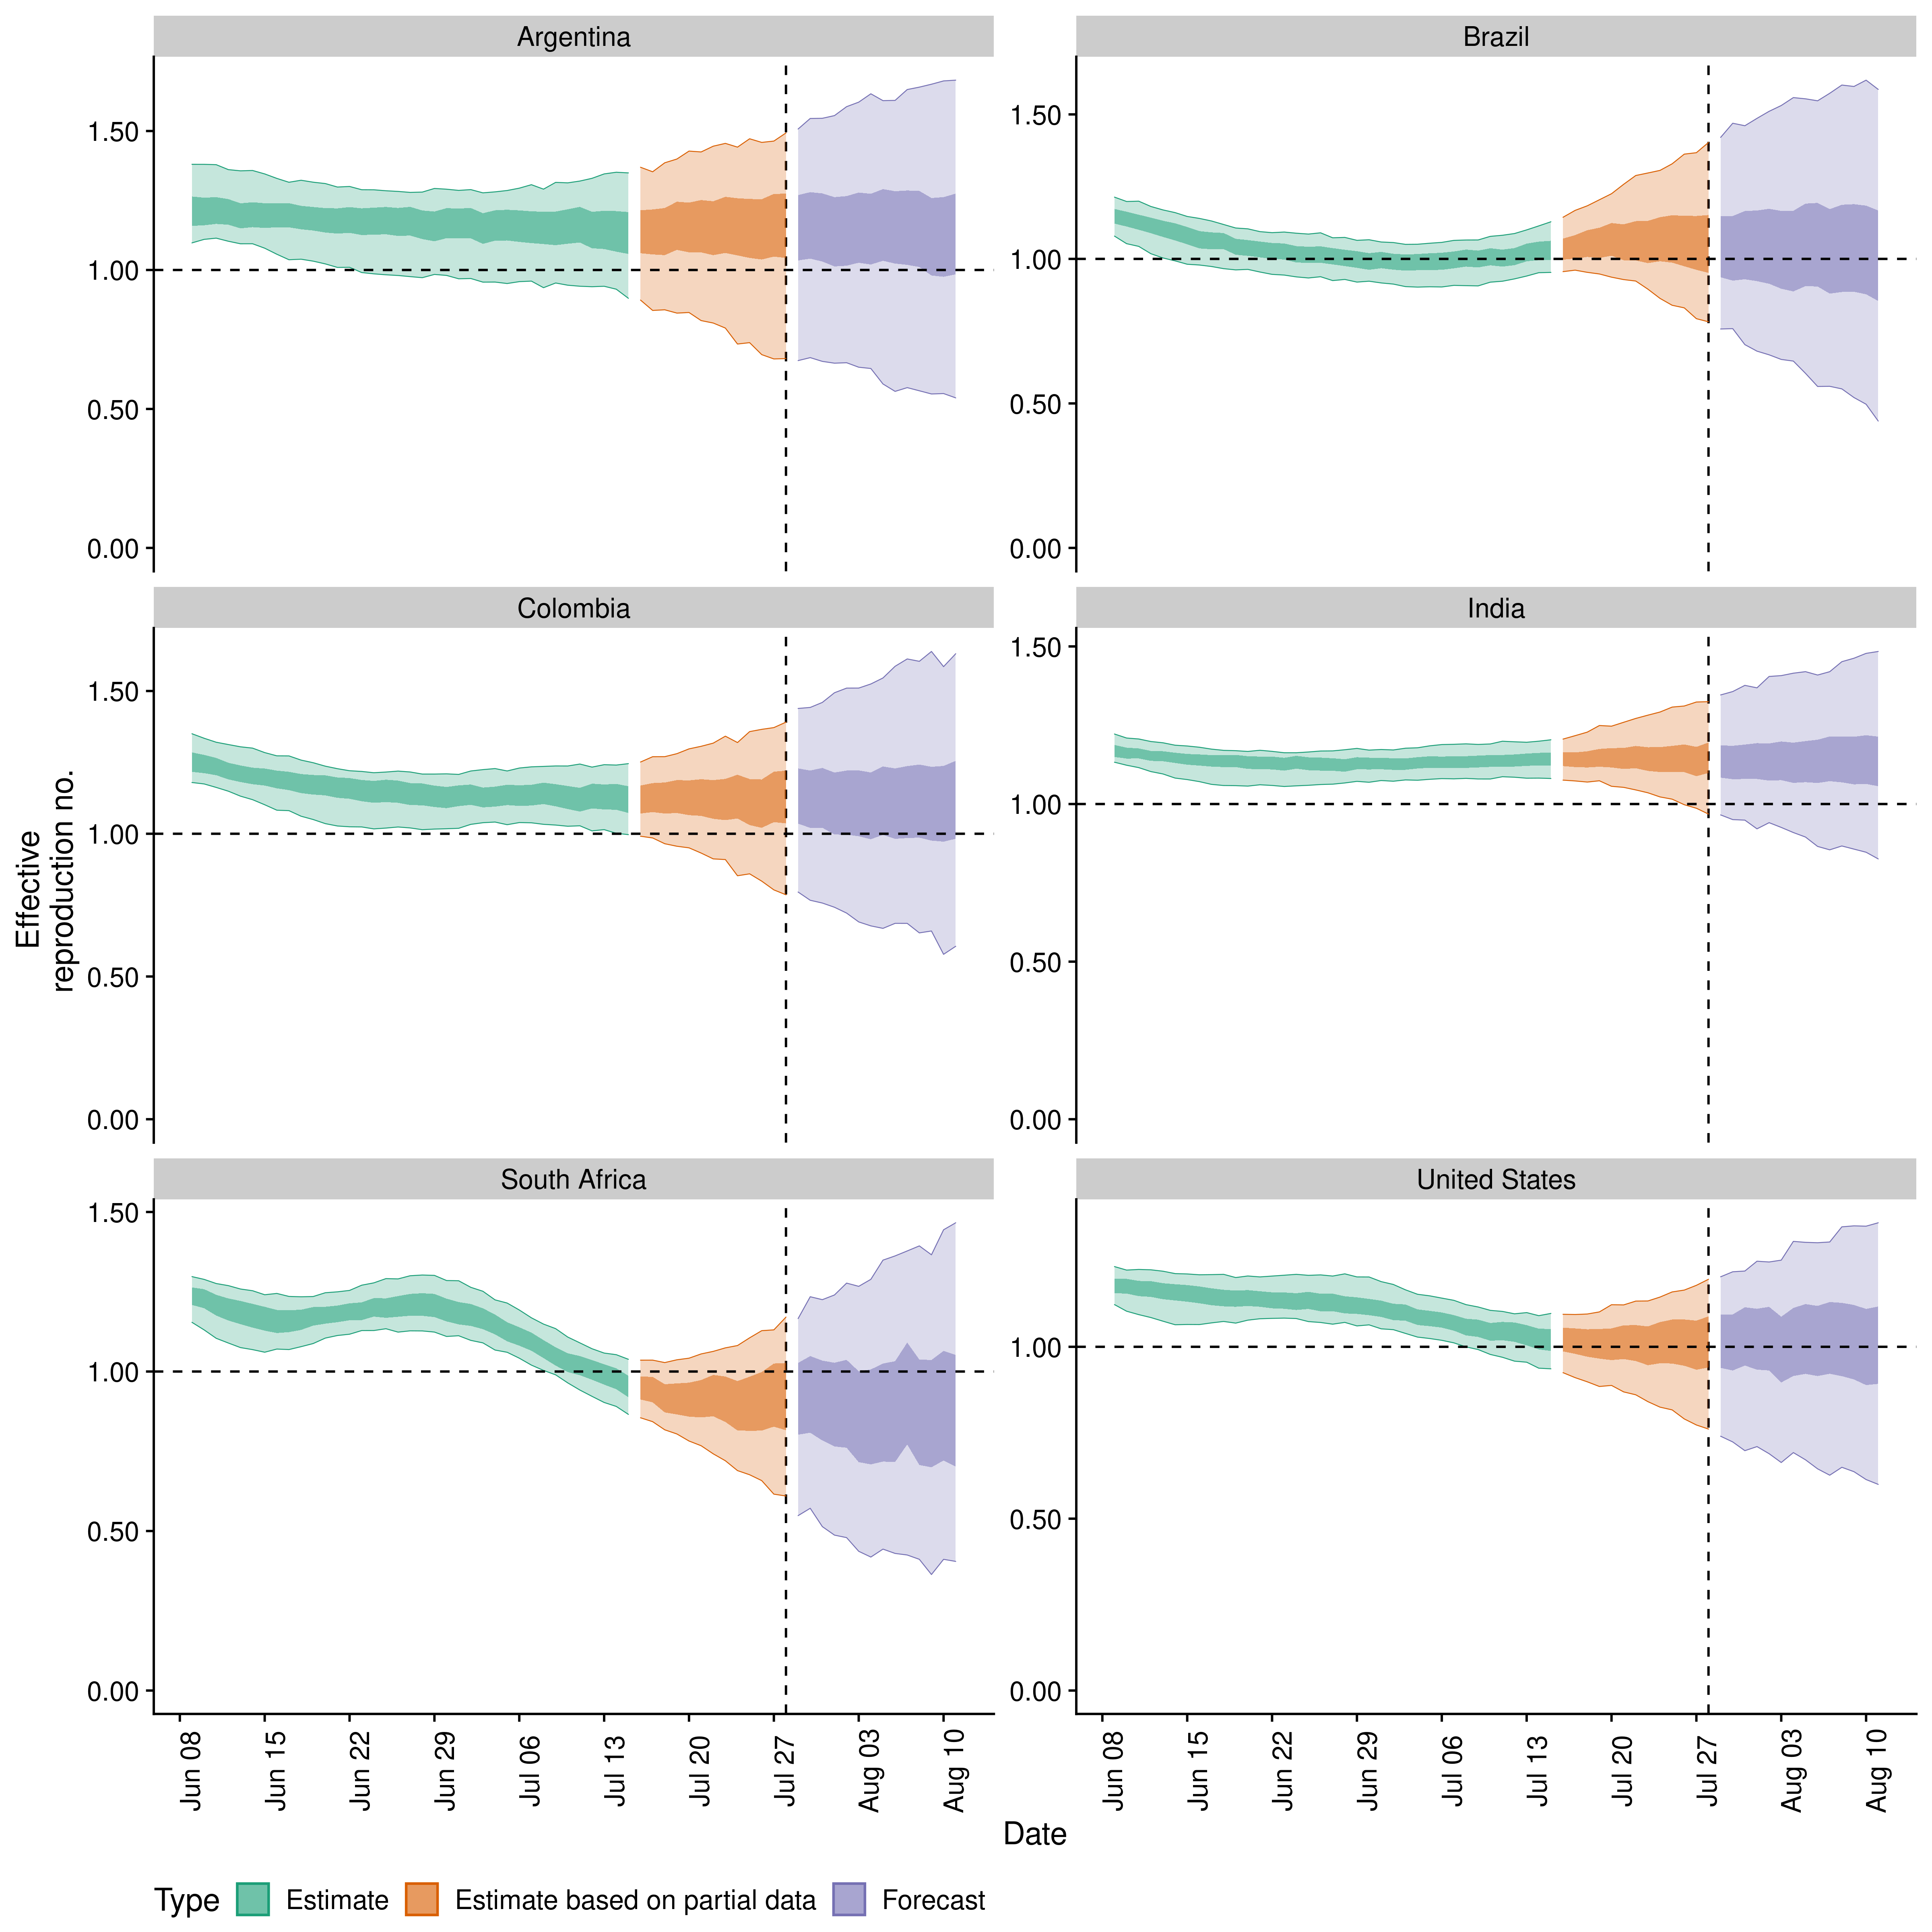 Argentina
Brazil
1.50
1.00
0.50
0.00
1.50
1.00
0.50
0.00
Colombia
India
1.50
1.00
0.50
0.00
1.50
1.00
0.50
0.00
South Africa
United States
1.50
1.00
0.50
0.00
1.00
0.50
0.00
Effective
reproduction no.
Jun 08
Jun 15
Jun 22
Jun 29
Jul 06
Jul 13
Jul 20
Jul 27
Aug 03
Aug 10
Jun 08
Jun 15
Jun 22
Jun 29
Jul 06
Jul 13
Jul 20
Jul 27
Aug 03
Aug 10
Date
Type Estimate Estimate based on partial data Forecast